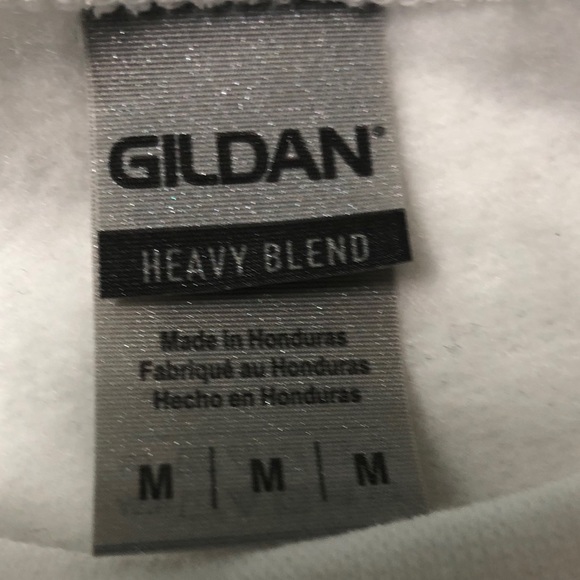 GILDAN®
HEAVY BLEND
Made in Honduras
Fabriqué au Honduras
Hecho en Honduras
M | M | M